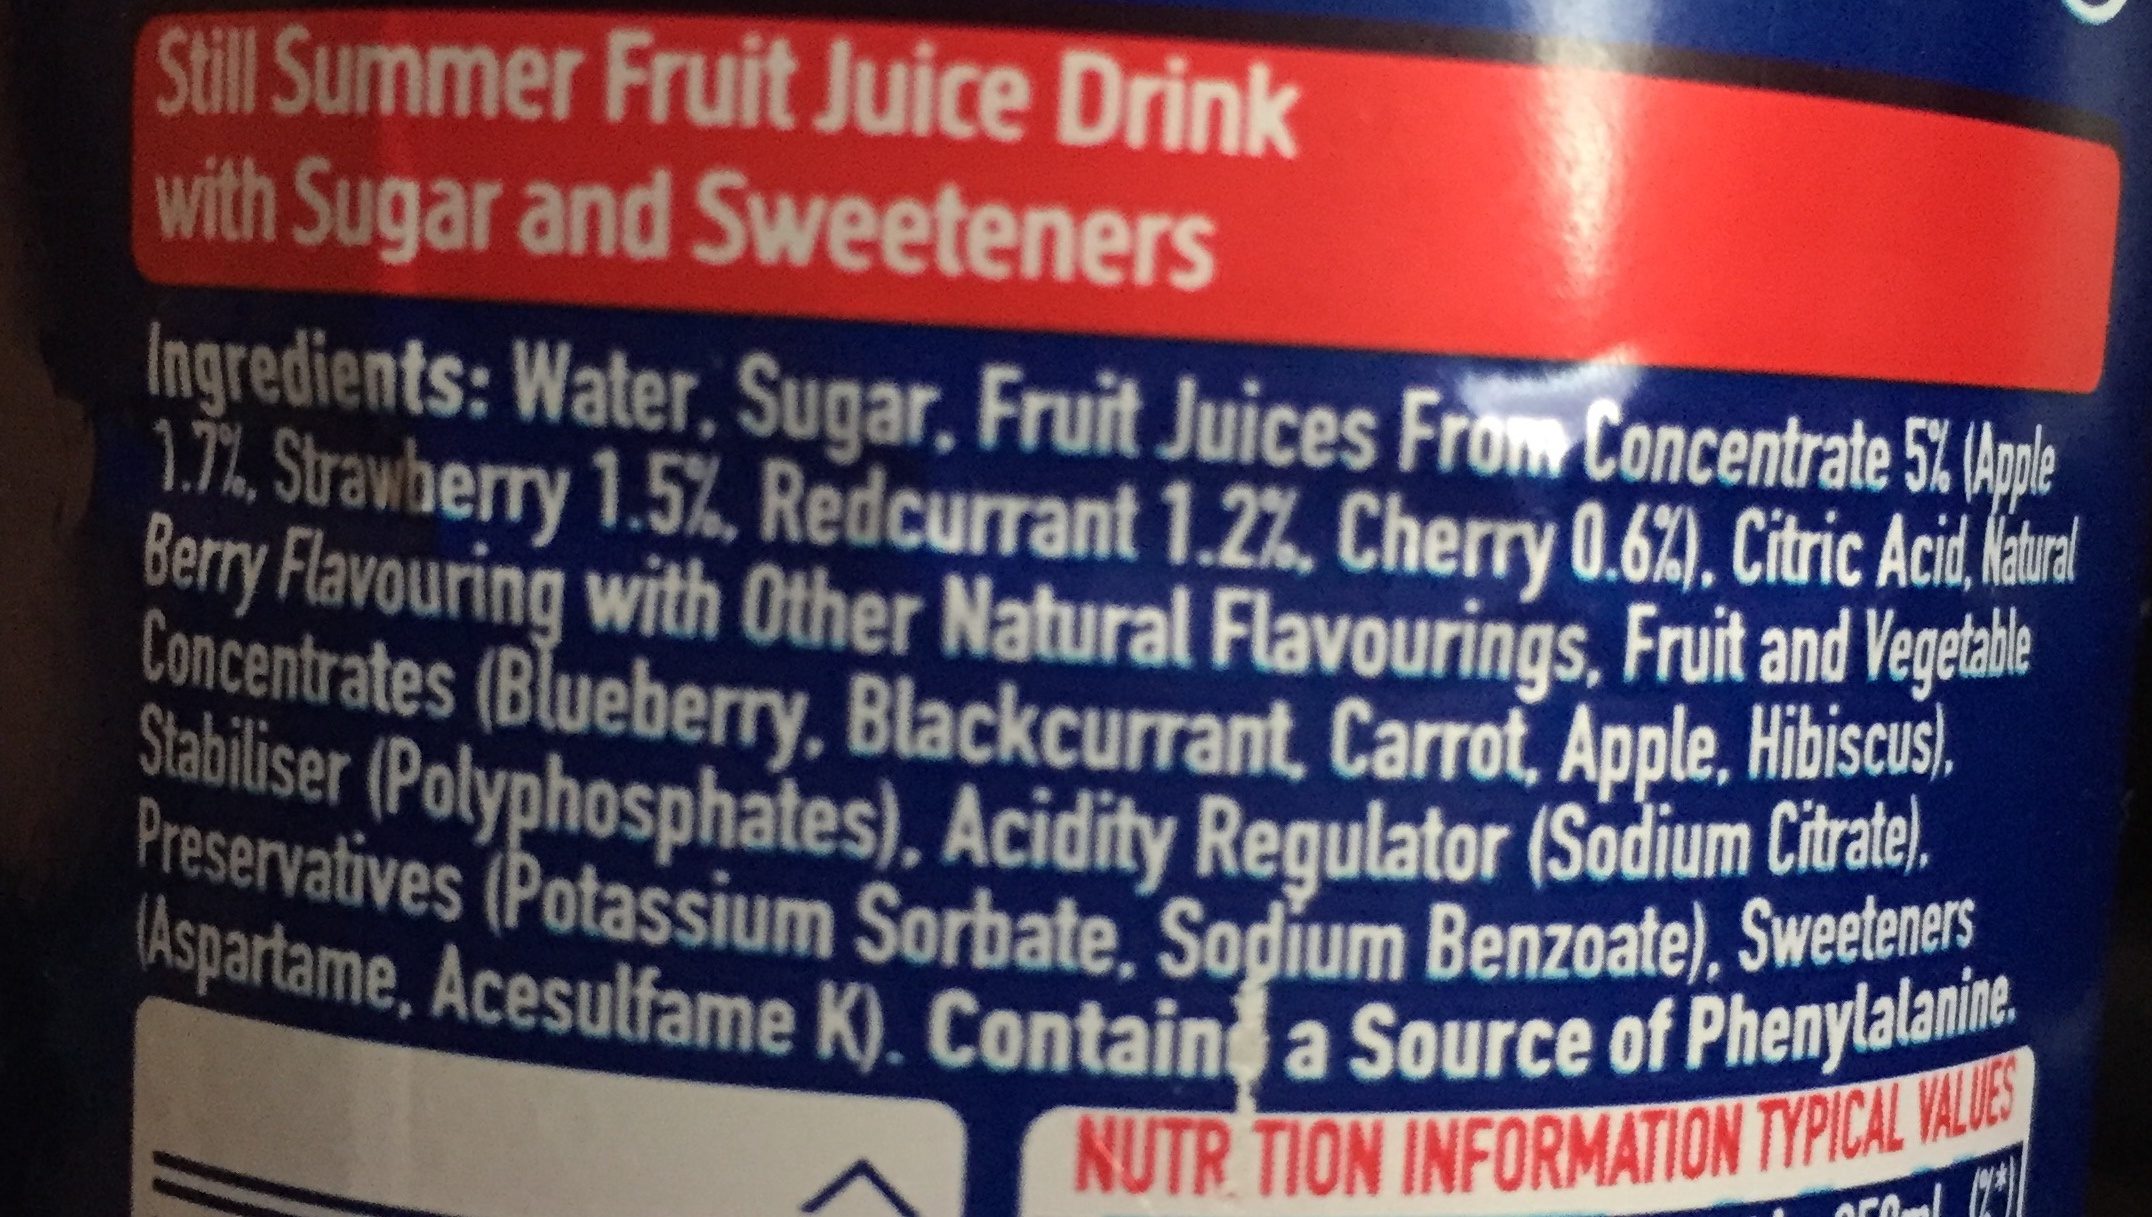 Still Summer Fruit Juice Drink
with Sugar and Sweeteners
Ingredients: Water, Sugar, Fruit Juices From Concentrate 5% (Apple
1.7%, Strawberry 1.5%, Redcurrant 1.2%, Cherry 0.6%), Citric Acid, Natural
Berry Flavouring with Other Natural Flavourings, Fruit and Vegetable
Concentrates (Blueberry, Blackcurrant, Carrot, Apple, Hibiscus),
Stabiliser (Polyphosphates), Acidity Regulator (Sodium Citrate),
Preservatives (Potassium Sorbate, Sodium Benzoate), Sweeteners
(Aspartame, Acesulfame K). Contains a Source of Phenylalanine.
NUTRITION INFORMATION TYPICAL VALUES
(%*)